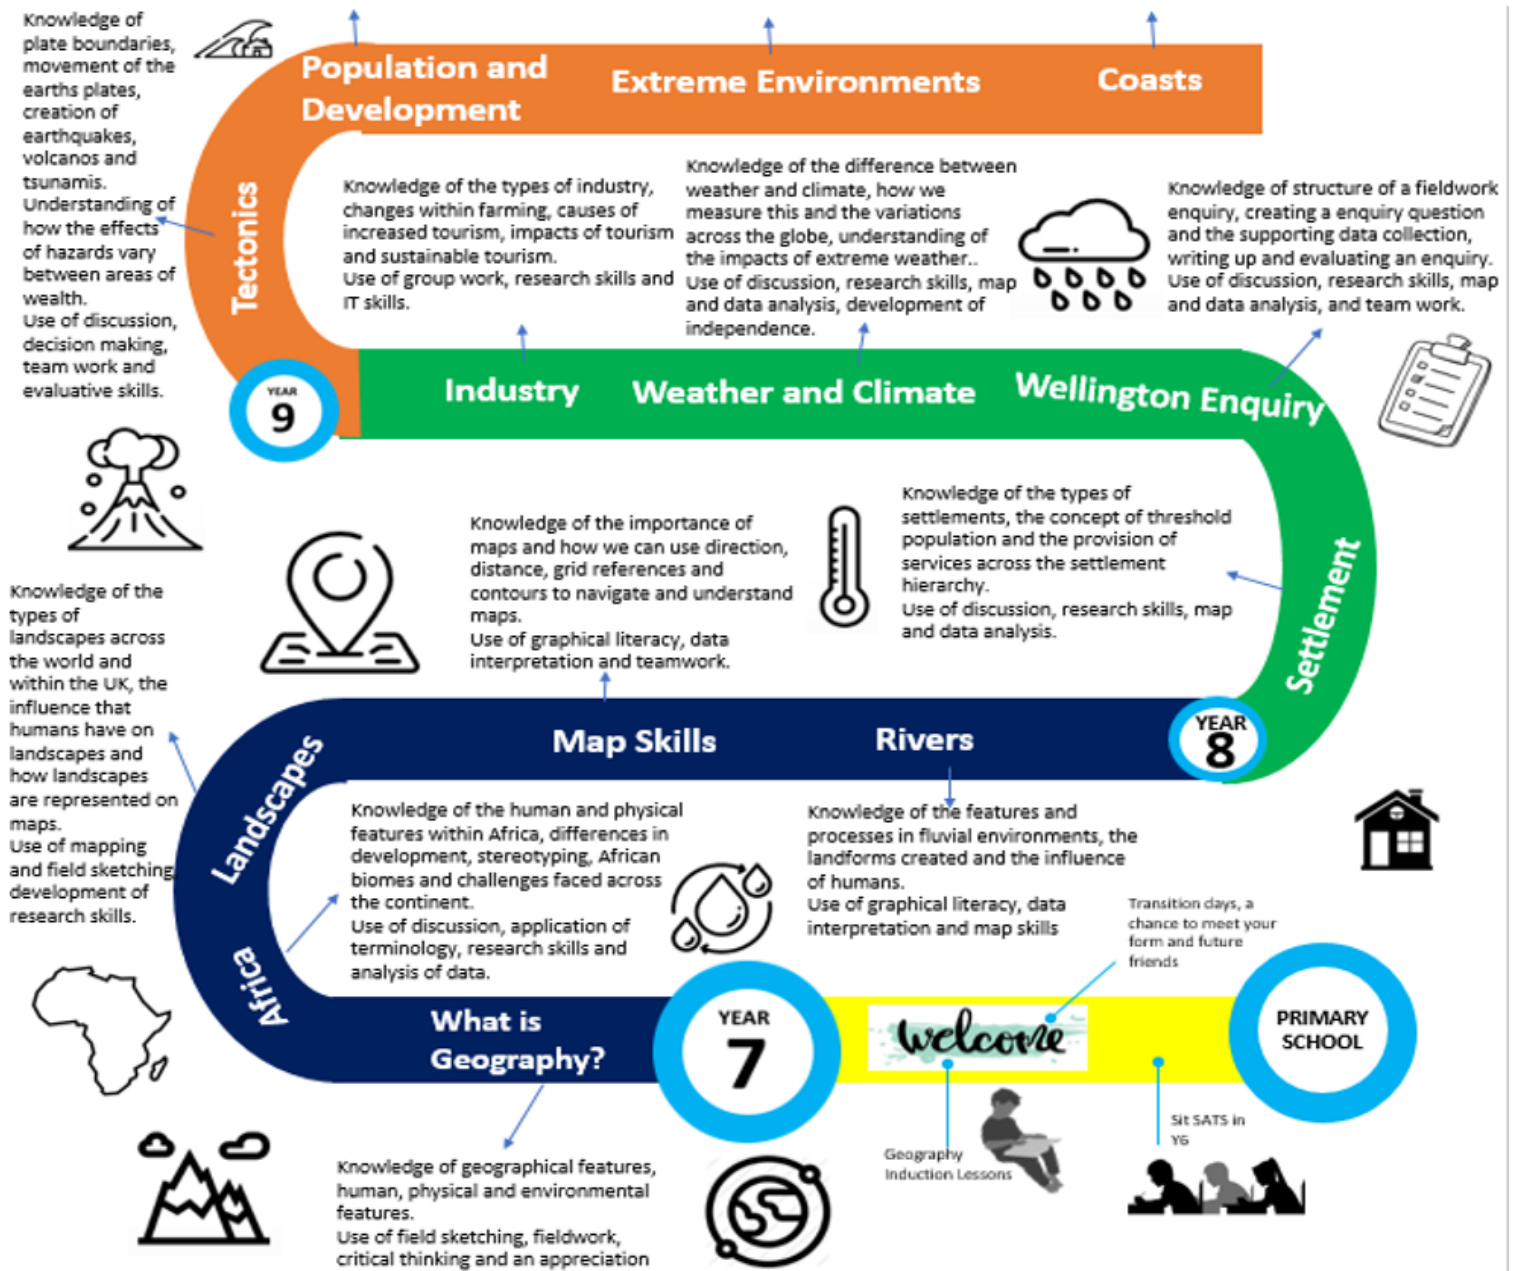 Knowledge of
plate boundaries,
movement of the
earths plates,
creation of
earthquakes,
volcanos and
tsunamis.
Understanding of
how the effects
of hazards vary
between areas of
wealth.
Use of discussion,
decision making,
team work and
evaluative skills.
Population and
Development
Extreme Environments
Coasts
Tectonics
Knowledge of the types of industry,
changes within farming, causes of
increased tourism, impacts of tourism
and sustainable tourism.
Use of group work, research skills and
IT skills.
Knowledge of the difference between
weather and climate, how we
measure this and the variations
across the globe, understanding of
the impacts of extreme weather..
Use of discussion, research skills, map
and data analysis, development of
independence.
Knowledge of structure of a fieldwork
enquiry, creating a enquiry question
and the supporting data collection,
writing up and evaluating an enquiry.
Use of discussion, research skills, map
and data analysis, and team work.
YEAR
9
Industry
Weather and Climate
Wellington Enquiry
Knowledge of the importance of
maps and how we can use direction,
distance, grid references and
contours to navigate and understand
maps.
Use of graphical literacy, data
interpretation and teamwork.
Knowledge of the types of
settlements, the concept of threshold
population and the provision of
services across the settlement
hierarchy.
Use of discussion, research skills, map
and data analysis.
Settlement
Knowledge of the
types of
landscapes across
the world and
within the UK, the
influence that
humans have on
landscapes and
how landscapes
are represented on
maps.
Use of mapping
and field sketching
development of
research skills.
Landscapes
Map Skills
Rivers
YEAR
8
Knowledge of the human and physical
features within Africa, differences in
development, stereotyping, African
biomes and challenges faced across
the continent.
Use of discussion, application of
terminology, research skills and
analysis of data.
Knowledge of the features and
processes in fluvial environments, the
landforms created and the influence
of humans.
Use of graphical literacy, data
interpretation and map skills
Transition days, a
chance to meet your
form and future
friends
Africa
What is
Geography?
YEAR
7
welcome
PRIMARY
SCHOOL
Geography
Induction Lessons
Sit SATS in
Y6
Knowledge of geographical features,
human, physical and environmental
features.
Use of field sketching, fieldwork,
critical thinking and an appreciation